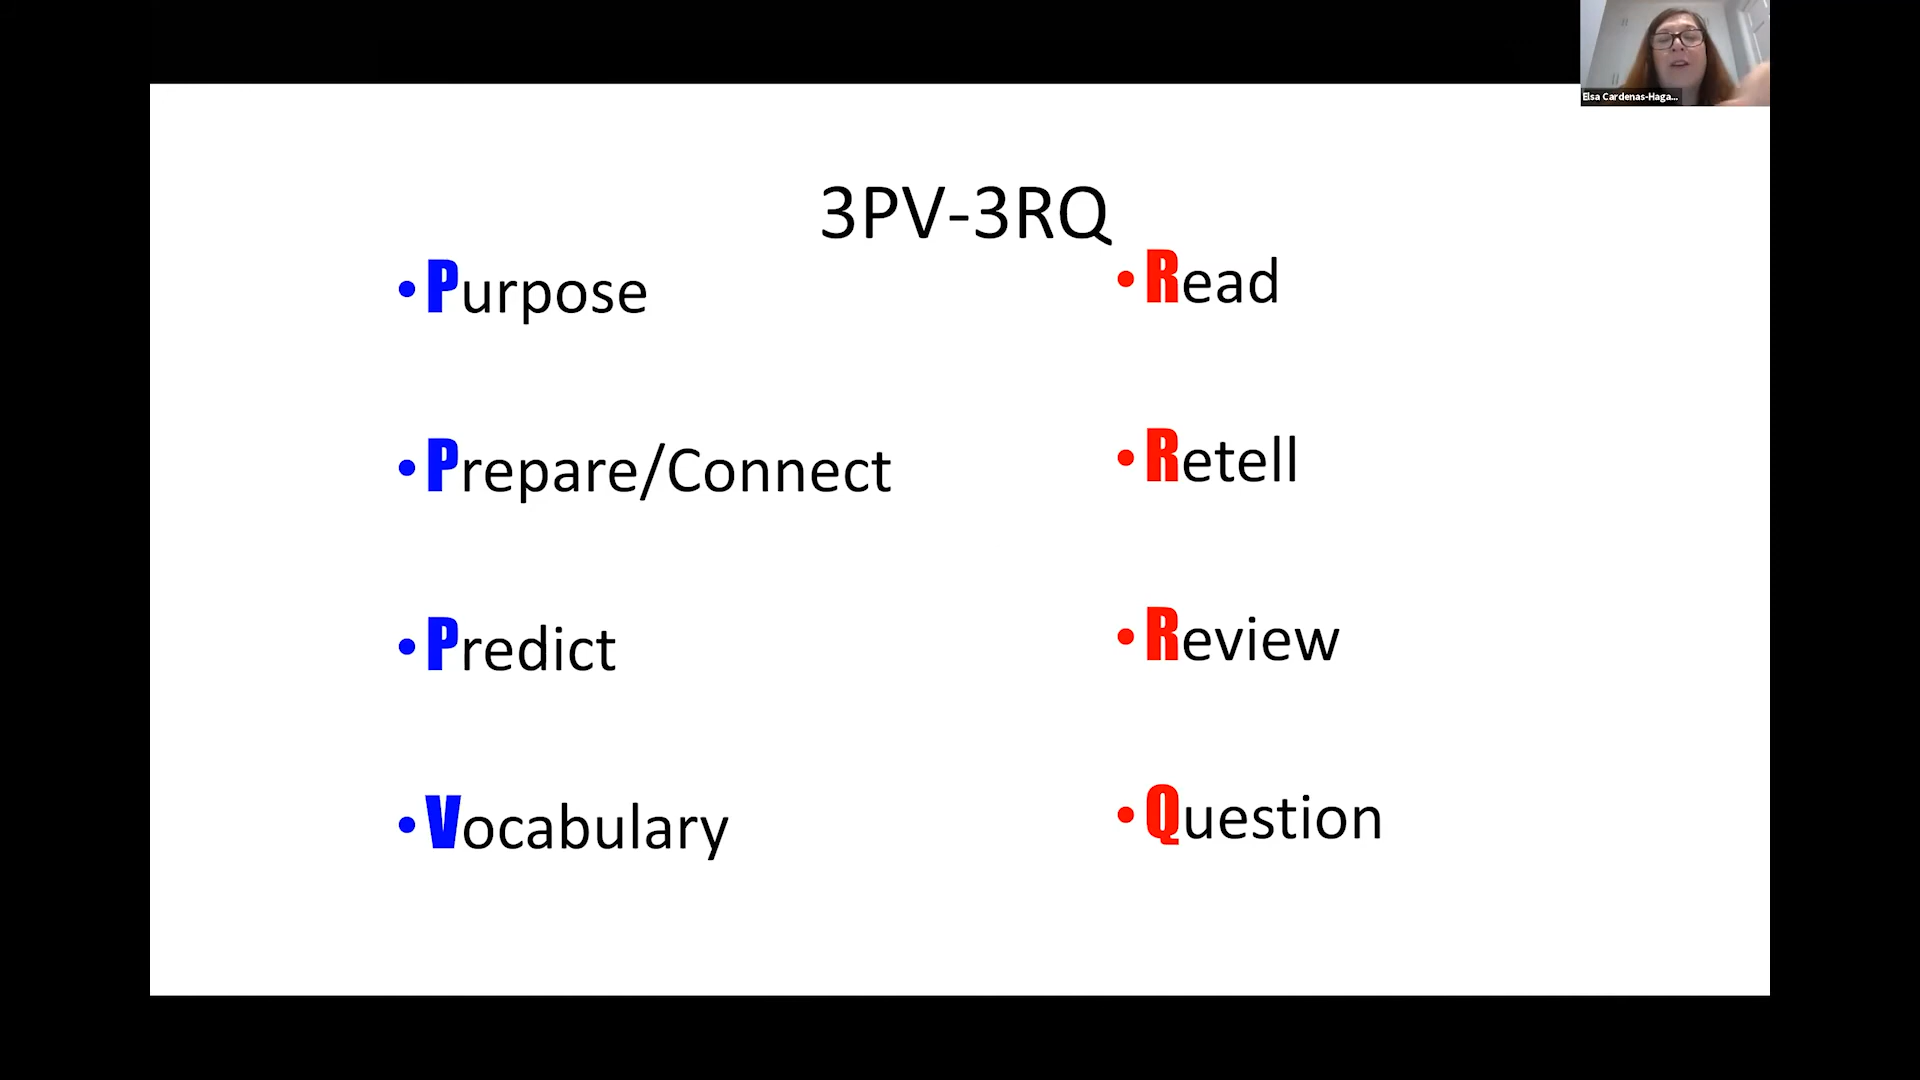 Elsa Cardenas-Haga...
3PV-3RQ
•Purpose
•Prepare/Connect
•Predict
•Vocabulary
•Read
•Retell
•Review
•Question